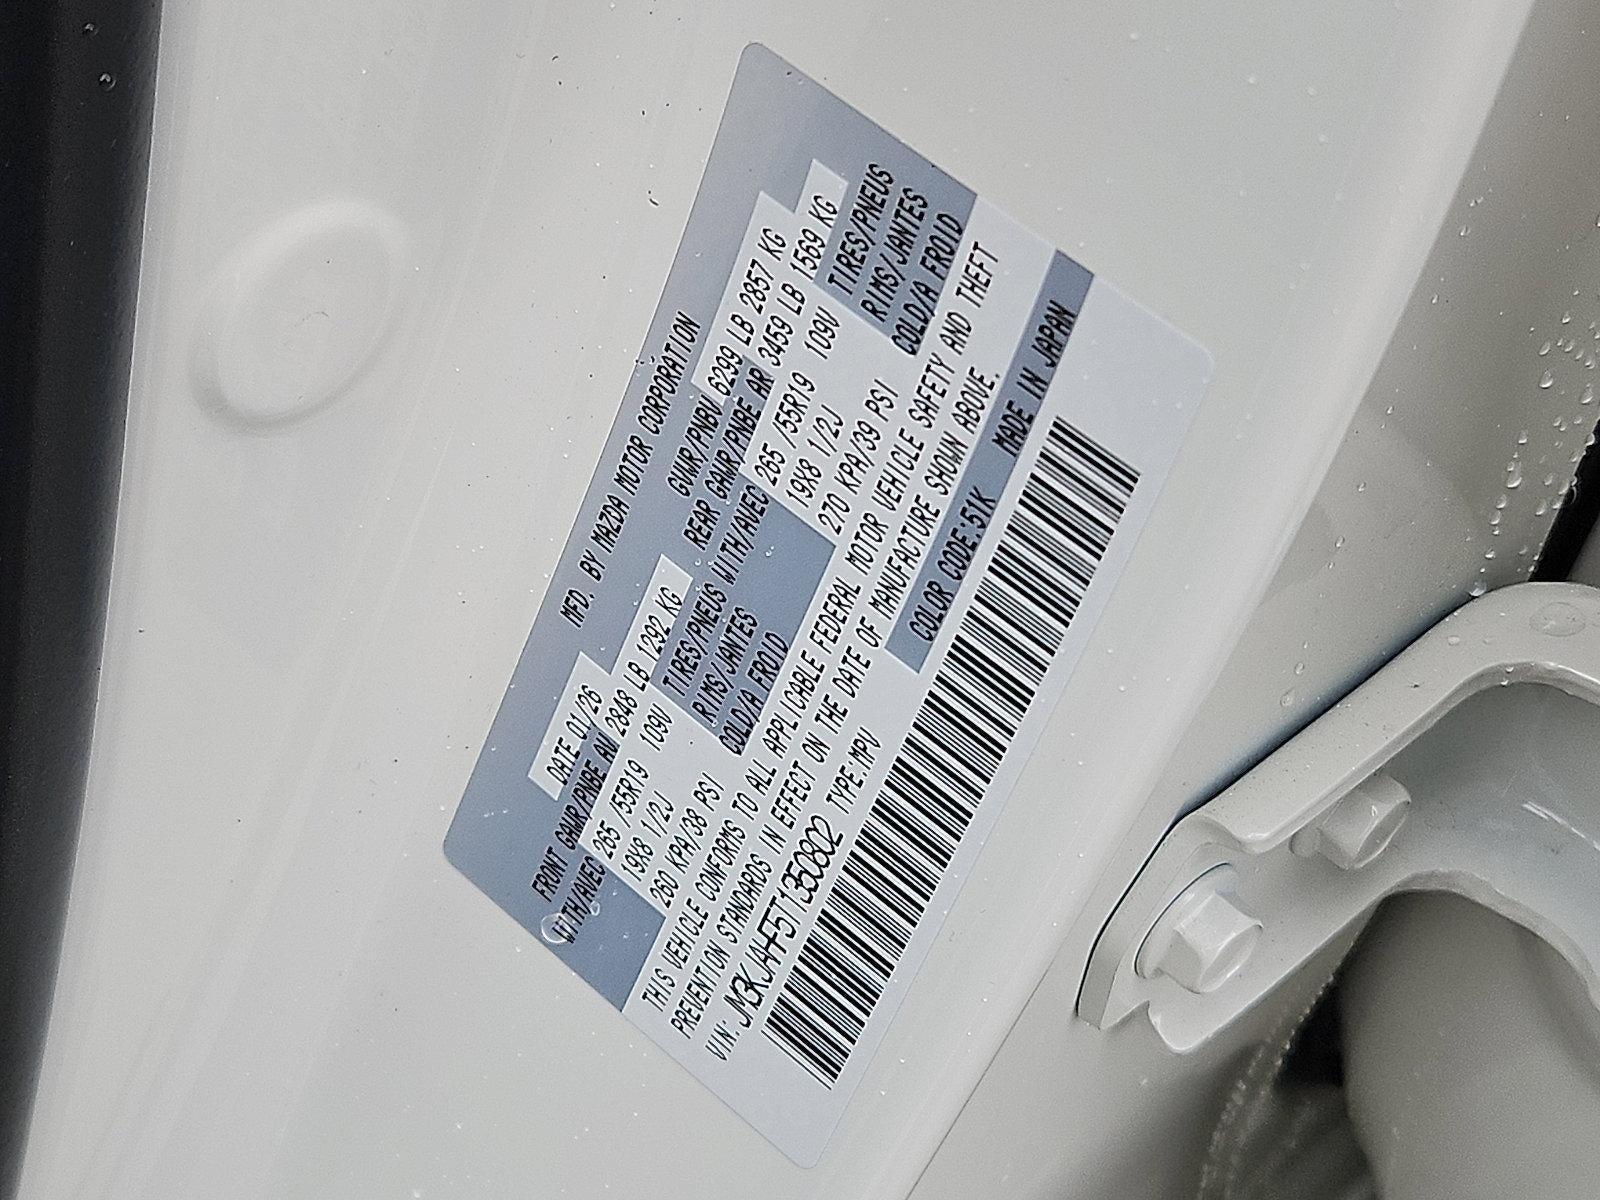 MFD. BY MAZDA MOTOR CORPORATION
DATE 01/26
GVWR/PNBV 6299 LB 2857 KG
FRONT GAWR/PNBE AV 2848 LB 1292 KG
REAR GAWR/PNBE AR 3459 LB 1569 KG
WITH/AVEC 265 /55R19 109V TIRES/PNEUS
WITH/AVEC 265 /55R19 109V TIRES/PNEUS
19X8 1/2J RIMS/JANTES
19X8 1/2J RIMS/JANTES
260 KPA/38 PSI COLD/A FROID
270 KPA/39 PSI COLD/A FROID
THIS VEHICLE CONFORMS TO ALL APPLICABLE FEDERAL MOTOR VEHICLE SAFETY AND THEFT
PREVENTION STANDARDS IN EFFECT ON THE DATE OF MANUFACTURE SHOWN ABOVE.
VIN: JM3KJAHF5T1350802 TYPE:MPV
COLOR CODE:51K MADE IN JAPAN